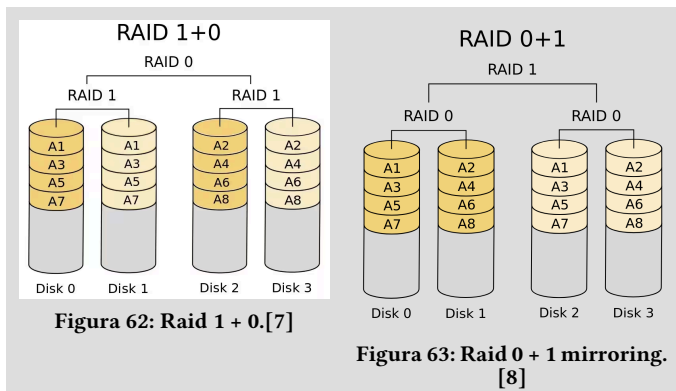 RAID 1+0
RAID 0
RAID 1 RAID 1
A1 A1 A2 A2
A3 A3 A4 A4
A5 A5 A6 A6
A7 A7 A8 A8
Disk 0 Disk 1 Disk 2 Disk 3
Figura 62: Raid 1 + 0.[7]
RAID 0+1
RAID 1
RAID 0 RAID 0
A1 A2 A1 A2
A3 A4 A3 A4
A5 A6 A5 A6
A7 A8 A7 A8
Disk 0 Disk 1 Disk 2 Disk 3
Figura 63: Raid 0 + 1 mirroring.
[8]